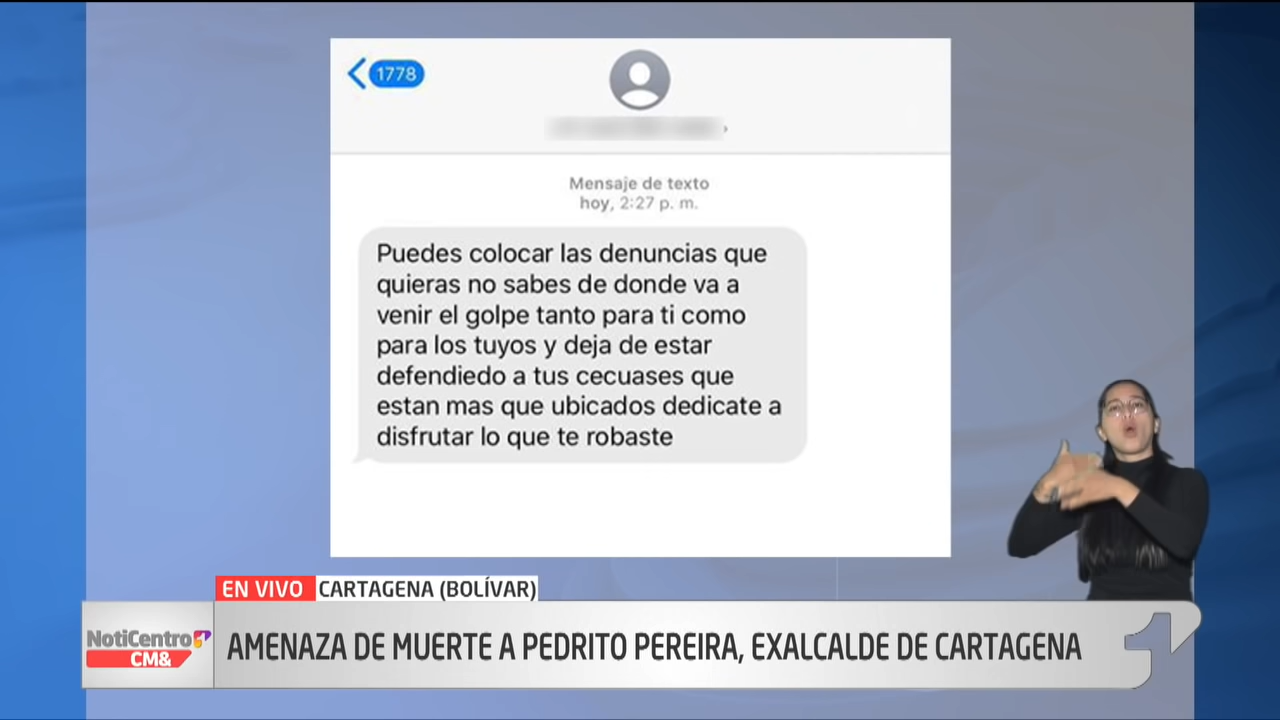 1778
Mensaje de texto
hoy, 2:27 p. m.
Puedes colocar las denuncias que
quieras no sabes de donde va a
venir el golpe tanto para ti como
para los tuyos y deja de estar
defendiedo a tus cecuases que
estan mas que ubicados dedicate a
disfrutar lo que te robaste
EN VIVO CARTAGENA (BOLÍVAR)
NotiCentro 1
CM&
AMENAZA DE MUERTE A PEDRITO PEREIRA, EXALCALDE DE CARTAGENA
1